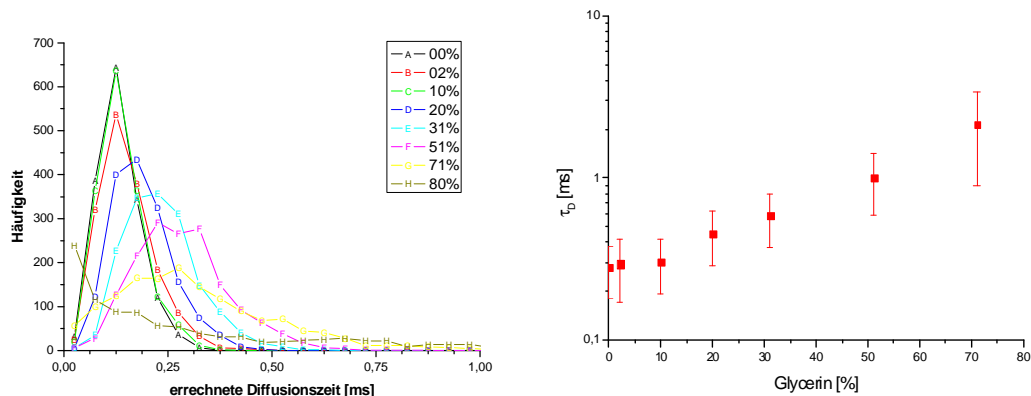 700
600
500
400
300
200
100
0
Häufigkeit
0,00 0,25 0,50 0,75 1,00
errechnete Diffusionszeit [ms]
A 00%
B 02%
C 10%
D 20%
E 31%
F 51%
G 71%
H 80%
10
1
0,1
τD [ms]
0 10 20 30 40 50 60 70 80
Glycerin [%]